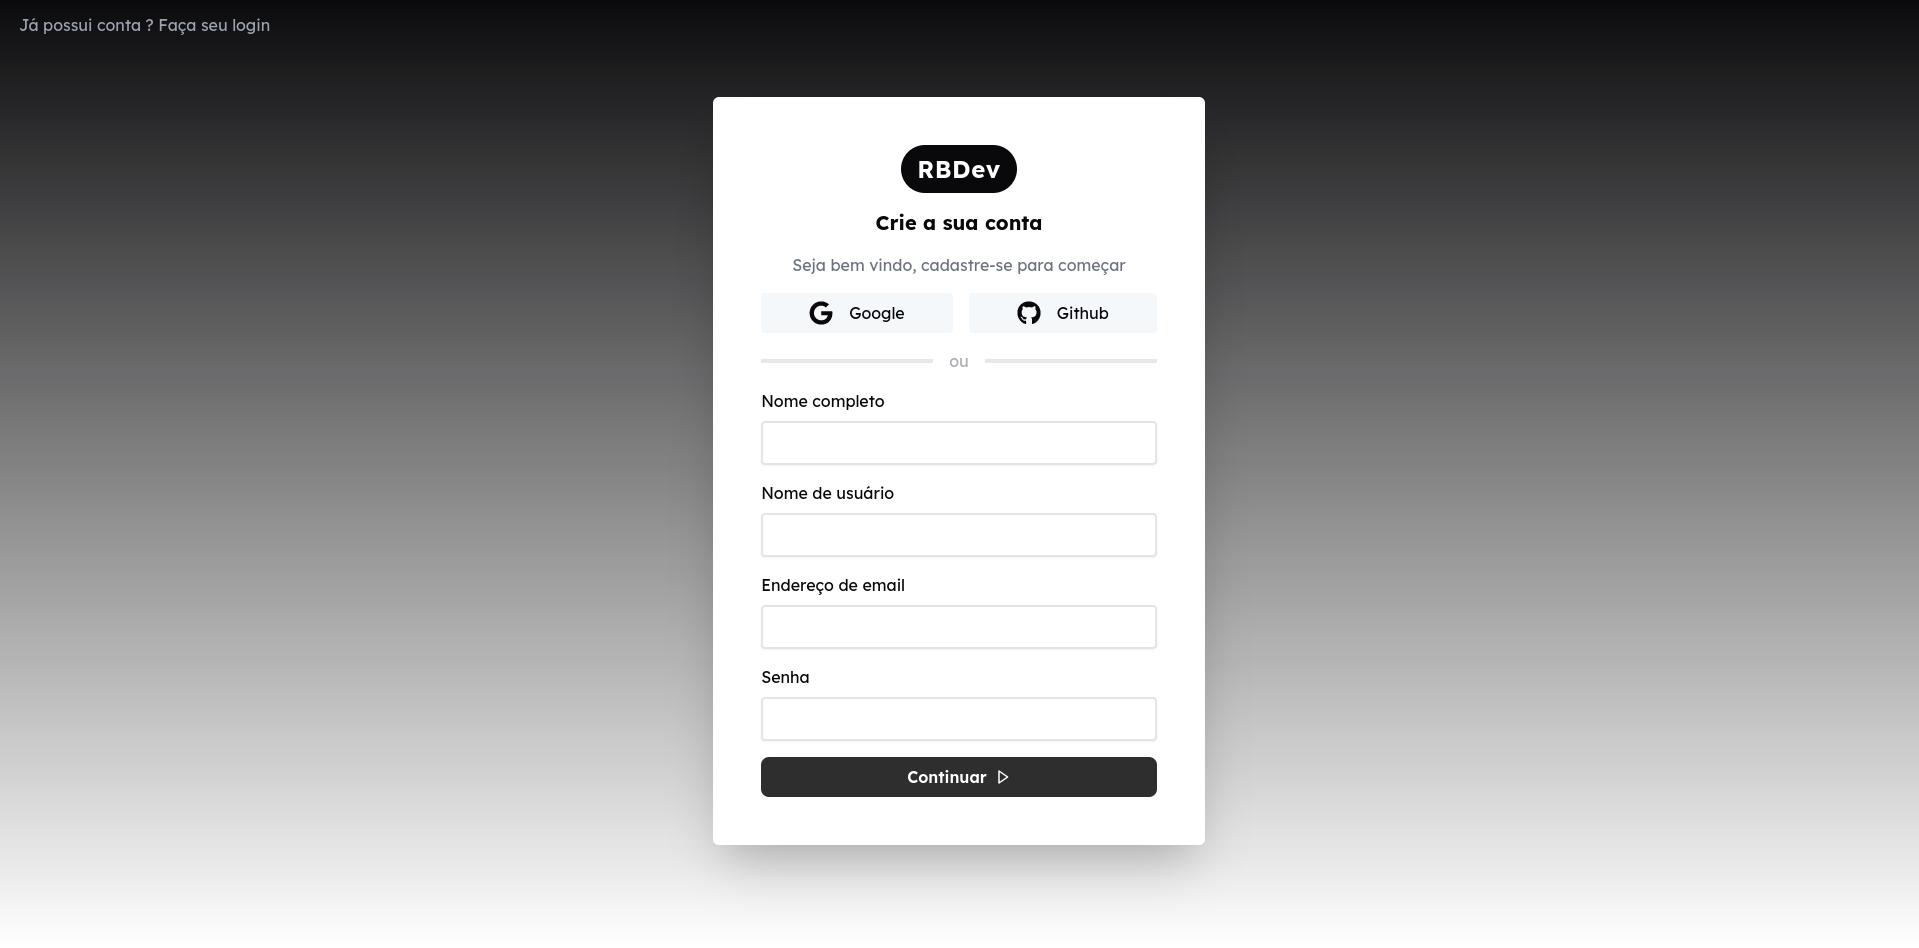 Já possui conta ? Faça seu login
RBDev
Crie a sua conta
Seja bem vindo, cadastre-se para começar
Google
Github
ou
Nome completo
Nome de usuário
Endereço de email
Senha
Continuar